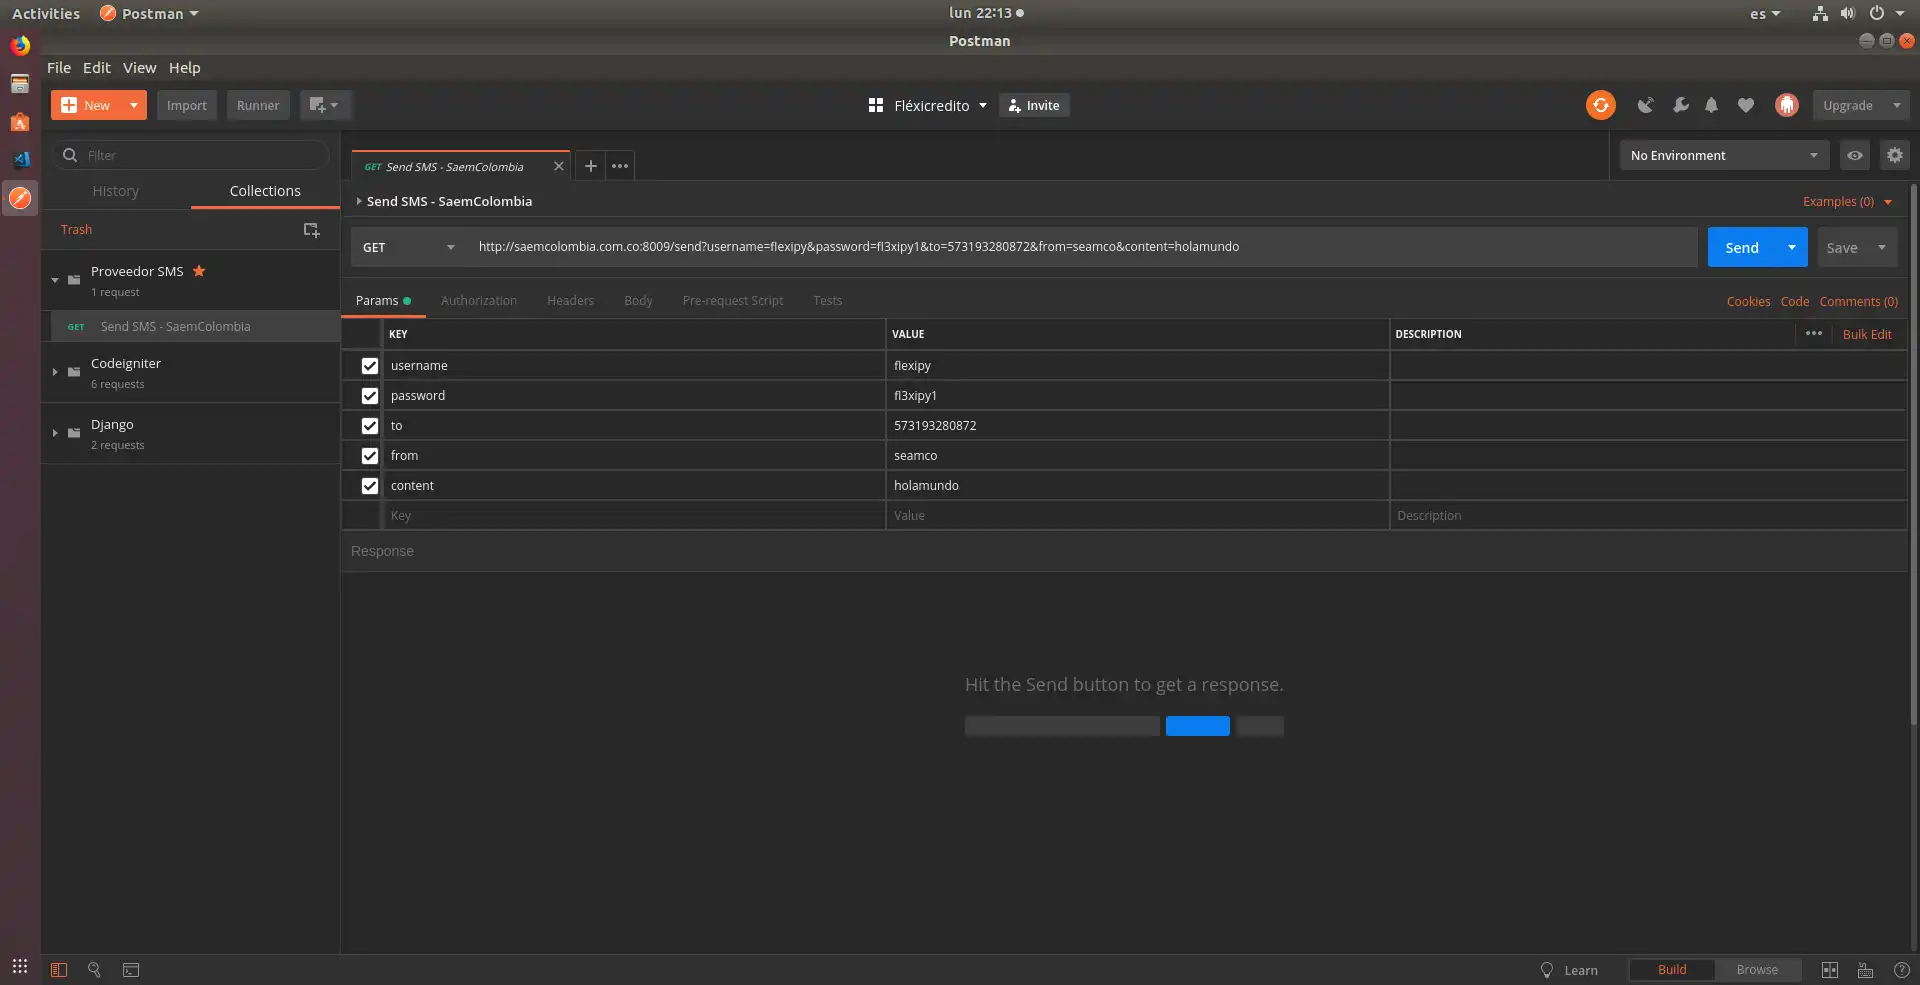 Activities Postman lun 22:13 es
Postman
File Edit View Help
New Import Runner Fléxicredito Invite Upgrade
Filter
History Collections
Trash
Proveedor SMS
1 request
GET Send SMS - SaemColombia
Codeigniter
6 requests
Django
2 requests
GET Send SMS - SaemColombia No Environment
Send SMS - SaemColombia Examples (0)
GET http://saemcolombia.com.co:8009/send?username=flexipy&password=fl3xipy1&to=573193280872&from=seamco&content=holamundo Send Save
Params Authorization Headers Body Pre-request Script Tests Cookies Code Comments (0)
KEY VALUE DESCRIPTION Bulk Edit
username flexipy
password fl3xipy1
to 573193280872
from seamco
content holamundo
Key Value Description
Response
Hit the Send button to get a response.
Learn Build Browse